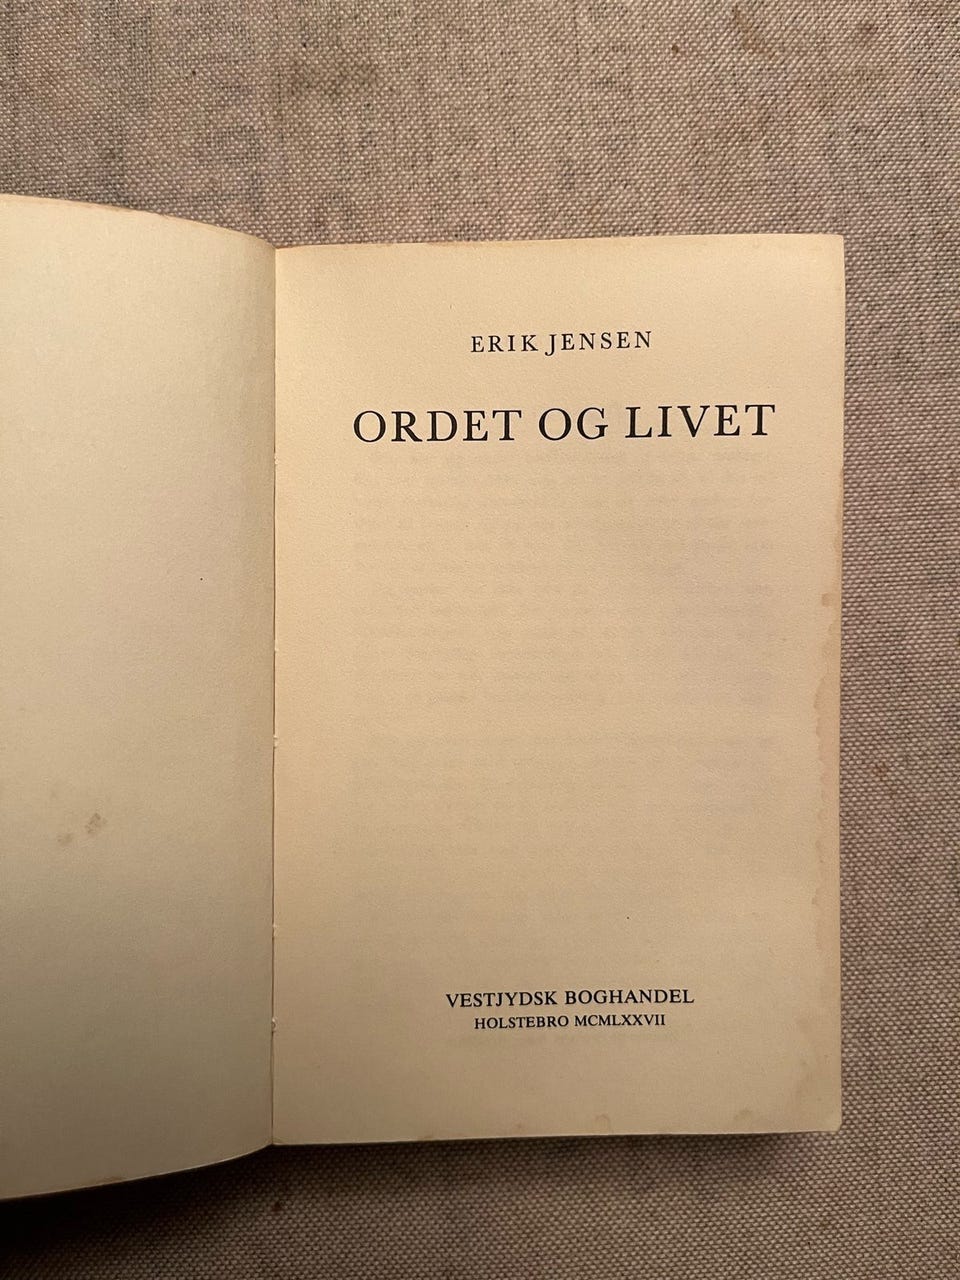 ERIK JENSEN
ORDET OG LIVET
VESTJYDSK BOGHANDEL
HOLSTEBRO MCMLXXVII